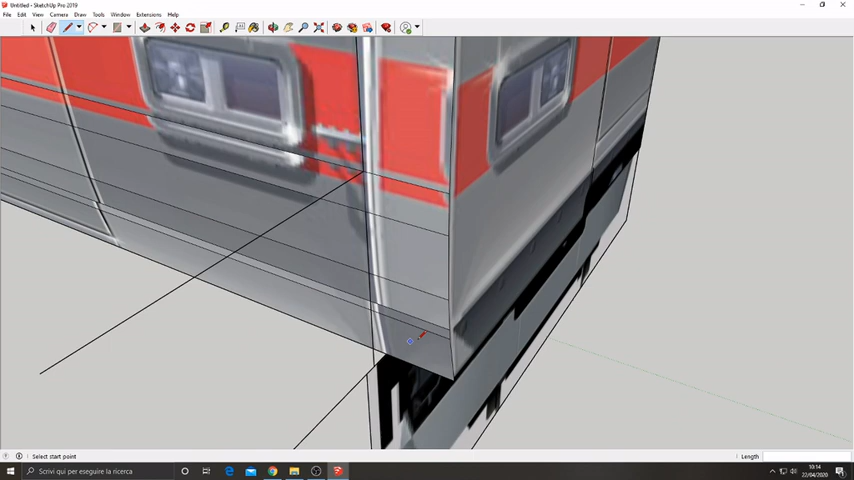 Untitled - SketchUp Pro 2019
File Edit View Camera Draw Tools Window Extensions Help
Select start point
Length
Scrivi qui per eseguire la ricerca
10:14
22/04/2020